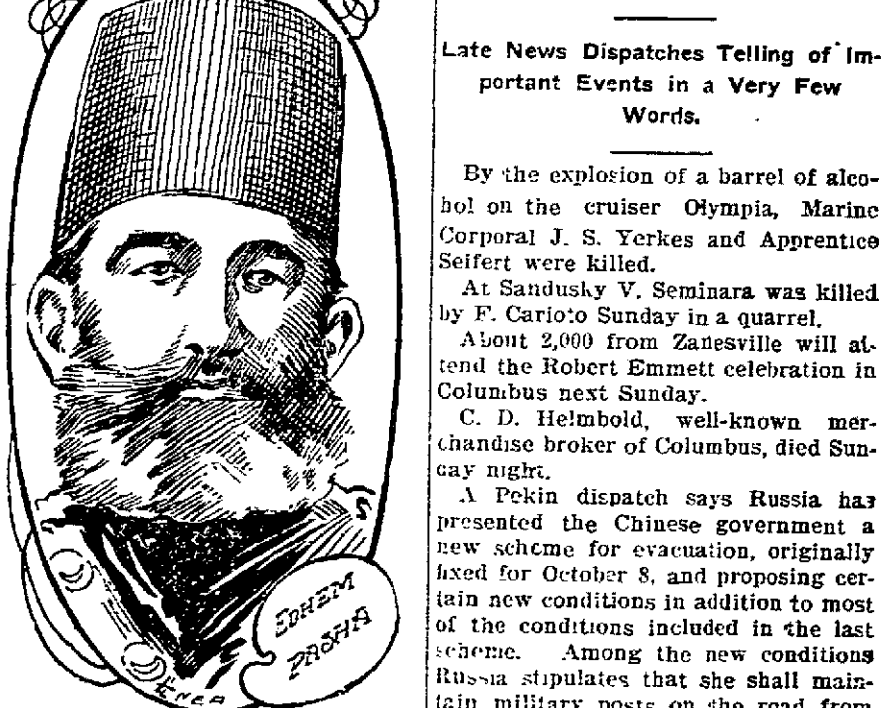 EDHEM
PASHA
Late News Dispatches Telling of Im-
portant Events in a Very Few
Words.
By the explosion of a barrel of alco-
hol on the cruiser Olympia, Marine
Corporal J. S. Yerkes and Apprentice
Seifert were killed.
At Sandusky V. Seminara was killed
by F. Carioto Sunday in a quarrel.
About 2,000 from Zanesville will at-
tend the Robert Emmett celebration in
Columbus next Sunday.
C. D. Helmbold, well-known mer-
chandise broker of Columbus, died Sun-
day night.
A Pekin dispatch says Russia has
presented the Chinese government a
new scheme for evacuation, originally
fixed for October 8, and proposing cer-
tain new conditions in addition to most
of the conditions included in the last
scheme. Among the new conditions
Russia stipulates that she shall main-
tain military posts on the road from